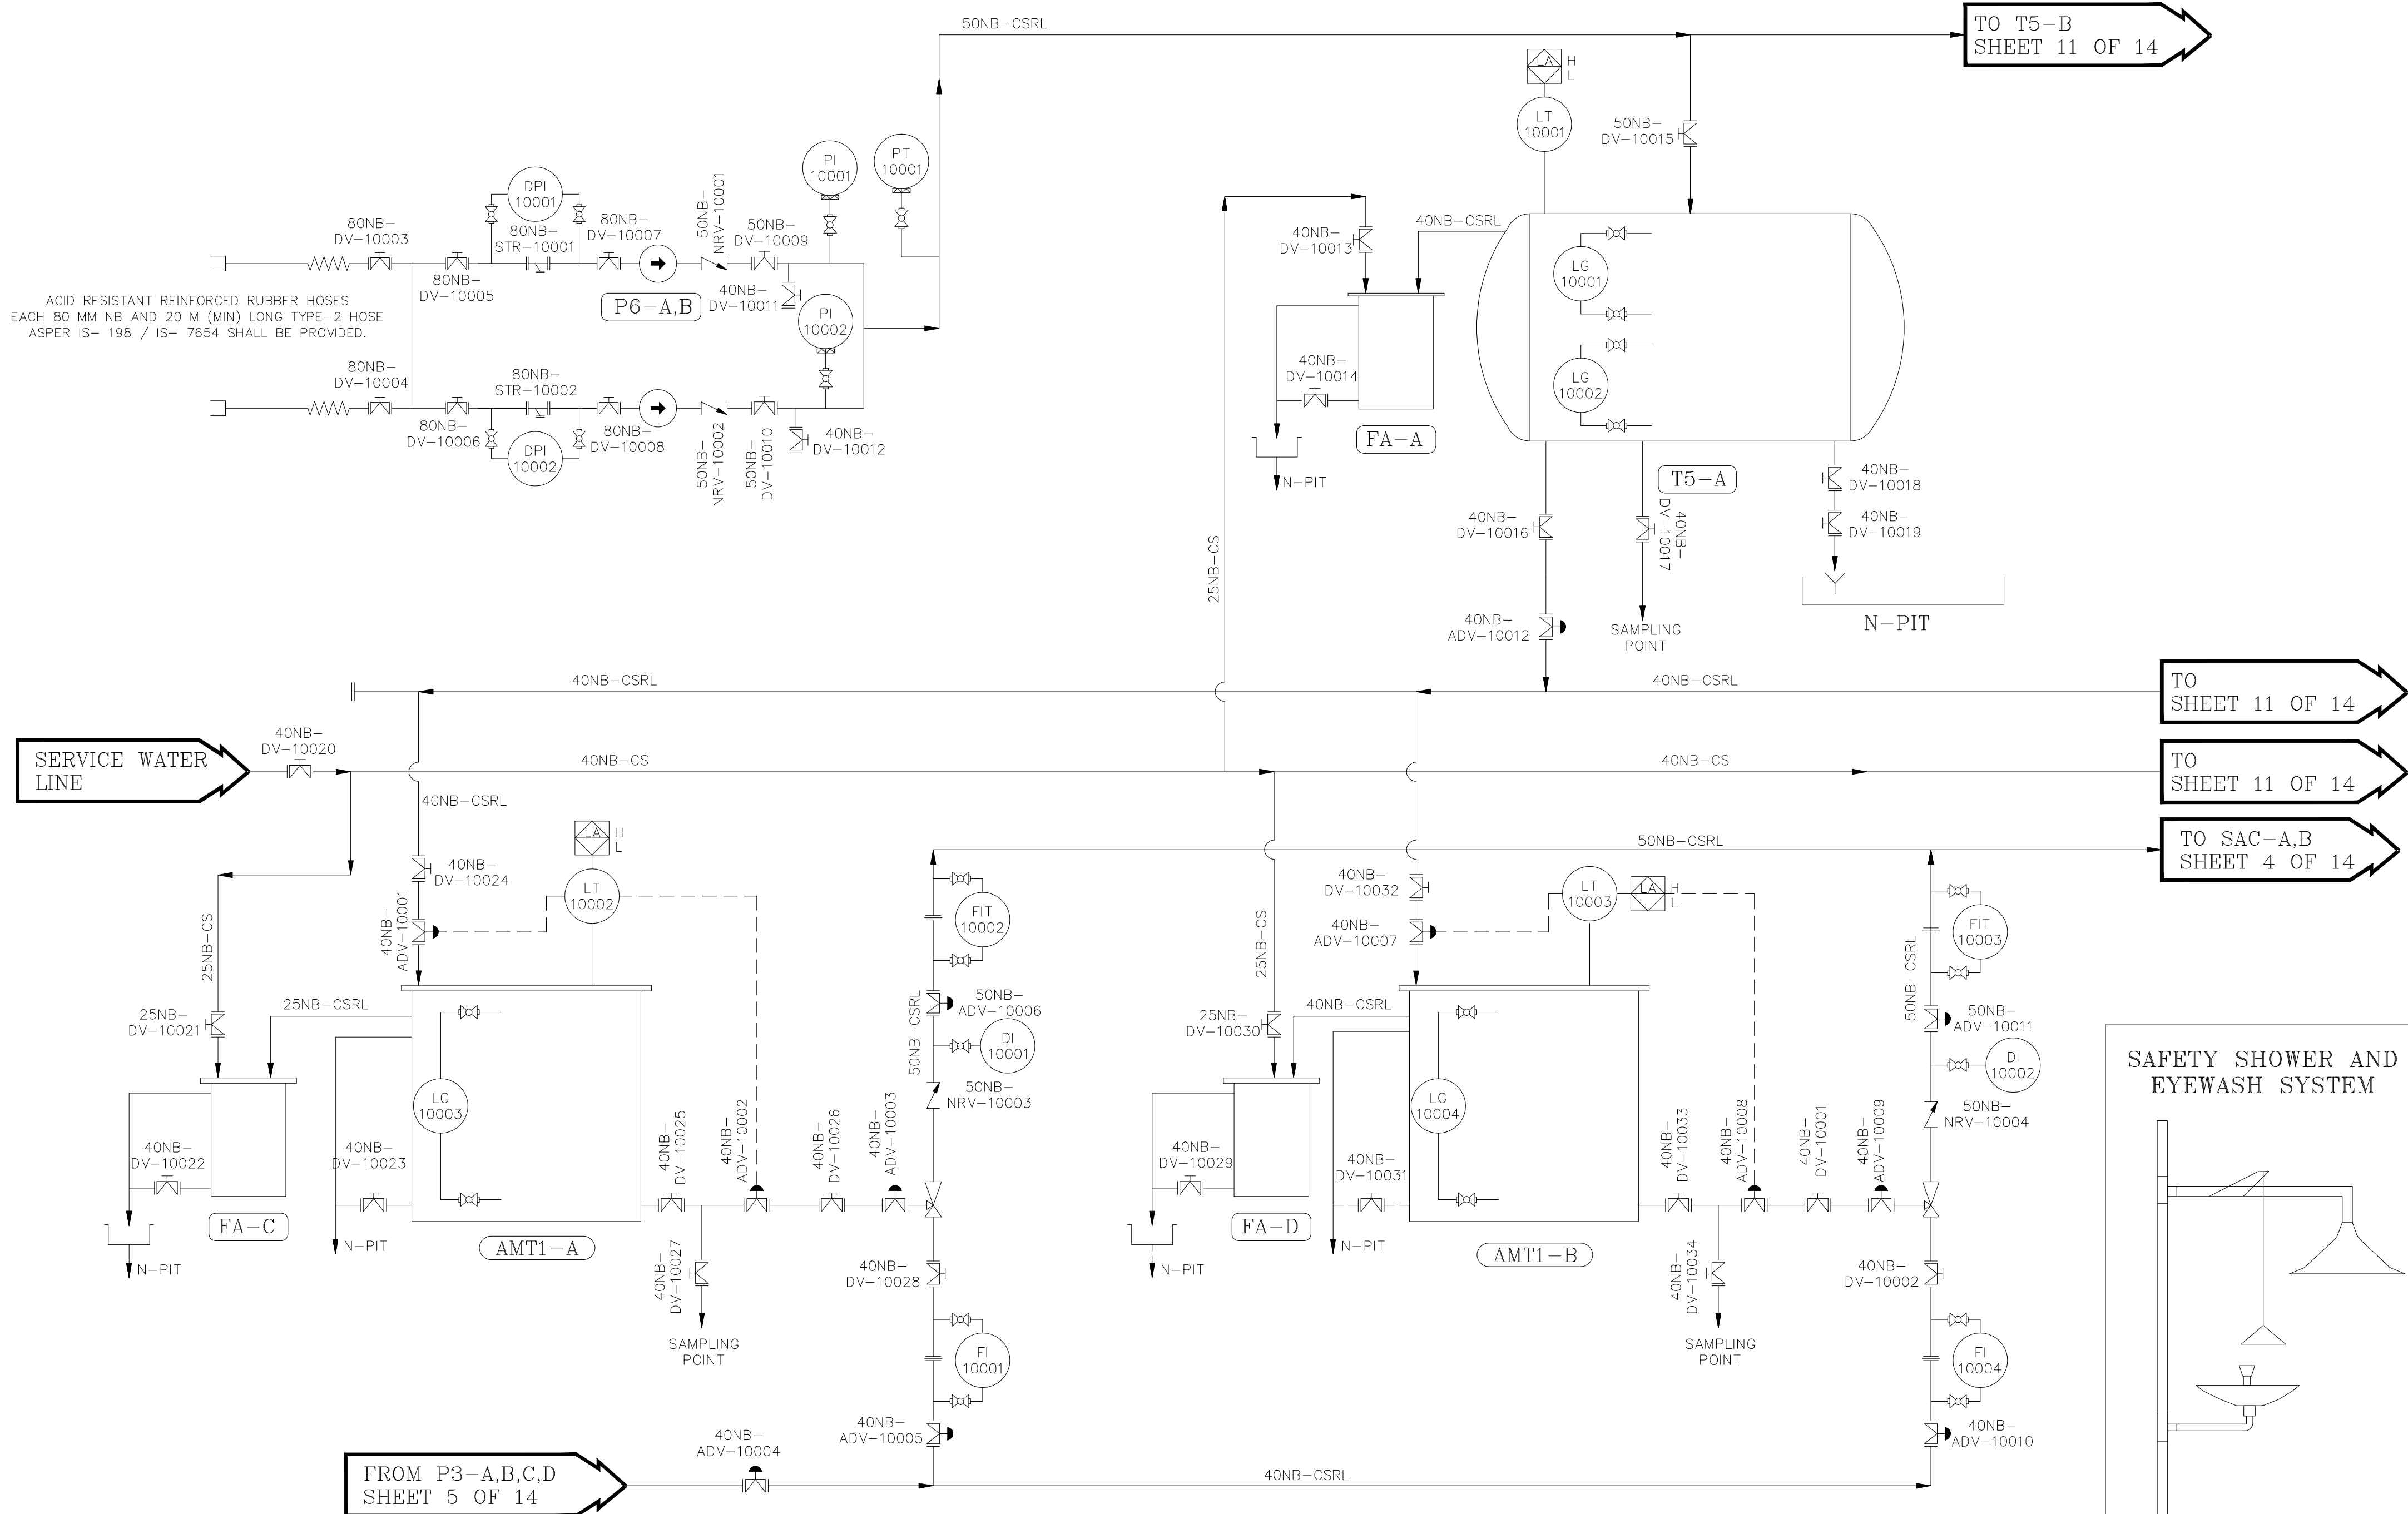 50NB-CSRL
TO T5-B
SHEET 11 OF 14
LA
H
L
LT
10001
50NB-
DV-10015
PI
10001
PT
10001
DPI
10001
80NB-
DV-10003
80NB-
STR-10001
80NB-
DV-10007
50NB-
NRV-10001
50NB-
DV-10009
80NB-
DV-10005
P6-A,B
40NB-
DV-10011
PI
10002
ACID RESISTANT REINFORCED RUBBER HOSES
EACH 80 MM NB AND 20 M (MIN) LONG TYPE-2 HOSE
ASPER IS- 198 / IS- 7654 SHALL BE PROVIDED.
80NB-
DV-10004
80NB-
STR-10002
80NB-
DV-10006
DPI
10002
80NB-
DV-10008
50NB-
NRV-10002
50NB-
DV-10010
40NB-
DV-10012
40NB-
DV-10013
40NB-CSRL
LG
10001
LG
10002
40NB-
DV-10014
FA-A
N-PIT
T5-A
40NB-
DV-10016
40NB-
DV-10017
40NB-
DV-10018
40NB-
DV-10019
25NB-CS
40NB-
ADV-10012
SAMPLING
POINT
N-PIT
40NB-CSRL
40NB-CSRL
TO
SHEET 11 OF 14
SERVICE WATER
LINE
40NB-
DV-10020
40NB-CS
40NB-CS
TO
SHEET 11 OF 14
40NB-CSRL
LA
H
L
50NB-CSRL
TO SAC-A,B
SHEET 4 OF 14
40NB-
DV-10024
LT
10002
40NB-
ADV-10001
25NB-CS
FIT
10002
25NB-CS
40NB-
DV-10032
40NB-
ADV-10007
LT
10003
LA
H
L
FIT
10003
50NB-CSRL
25NB-
DV-10021
25NB-CSRL
50NB-
ADV-10006
DI
10001
50NB-CSRL
25NB-
DV-10030
40NB-CSRL
50NB-
ADV-10011
DI
10002
LG
10003
50NB-
NRV-10003
LG
10004
50NB-
NRV-10004
SAFETY SHOWER AND
EYEWASH SYSTEM
40NB-
DV-10022
40NB-
DV-10023
40NB-
DV-10025
40NB-
ADV-10002
40NB-
DV-10026
40NB-
ADV-10003
40NB-
DV-10029
40NB-
DV-10031
40NB-
DV-10033
40NB-
ADV-10008
40NB-
DV-10001
40NB-
ADV-10009
FA-C
N-PIT
N-PIT
AMT1-A
40NB-
DV-10027
40NB-
DV-10028
FA-D
N-PIT
N-PIT
AMT1-B
40NB-
DV-10034
40NB-
DV-10002
SAMPLING
POINT
FI
10001
SAMPLING
POINT
FI
10004
40NB-
ADV-10004
40NB-
ADV-10005
40NB-
ADV-10010
FROM P3-A,B,C,D
SHEET 5 OF 14
40NB-CSRL